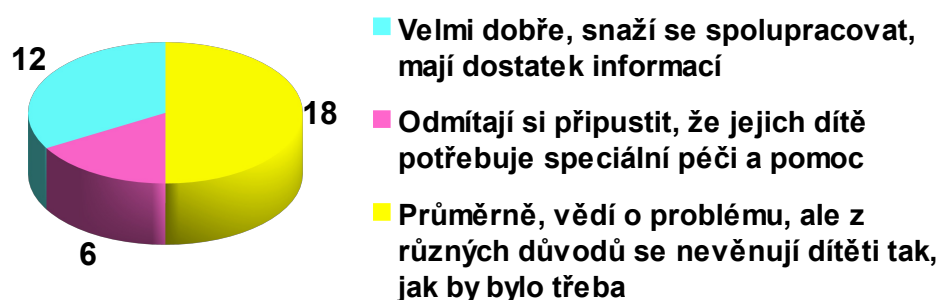 12
18
6
Velmi dobře, snaží se spolupracovat,
mají dostatek informací
Odmítají si připustit, že jejich dítě
potřebuje speciální péči a pomoc
Průměrně, vědí o problému, ale z
různých důvodů se nevěnují dítěti tak,
jak by bylo třeba